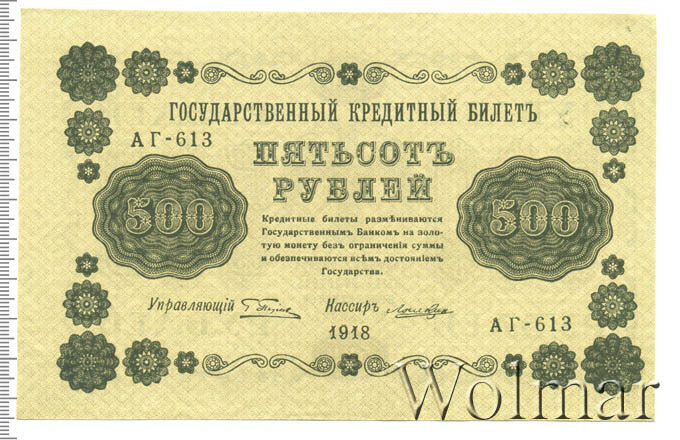 ГОСУДАРСТВЕННЫЙ КРЕДИТНЫЙ БИЛЕТЪ
АГ-613
ПЯТЬСОТЪ
РУБЛЕЙ
500
500
Кредитные билеты размѣниваются
Государственнымъ Банкомъ на золо-
тую монету безъ ограниченія суммы
и обезпечиваются всѣмъ достояніемъ
Государства.
Управляющій
Кассиръ
1918
АГ-613
Wolmar